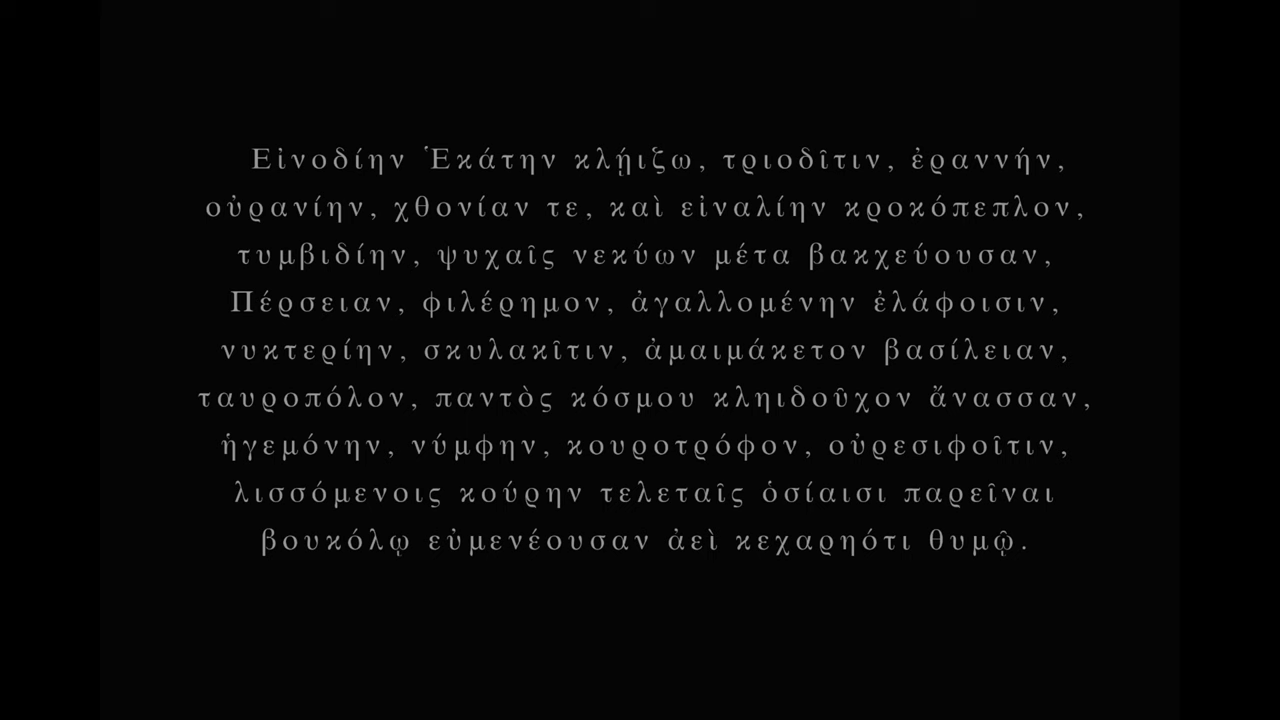 Εἰνοδίην Ἑκάτην κλῄιζω, τριοδῖτιν, ἐραννήν,
οὐρανίην, χθονίαν τε, καὶ εἰναλίην κροκόπεπλον,
τυμβιδίην, ψυχαῖς νεκύων μέτα βακχεύουσαν,
Πέρσειαν, φιλέρημον, ἀγαλλομένην ἐλάφοισιν,
νυκτερίην, σκυλακῖτιν, ἀμαιμάκετον βασίλειαν,
ταυροπόλον, παντὸς κόσμου κληιδοῦχον ἄνασσαν,
ἡγεμόνην, νύμφην, κουροτρόφον, οὐρεσιφοῖτιν,
λισσόμενοις κούρην τελεταῖς ὁσίαισι παρεῖναι
βουκόλῳ εὐμενέουσαν ἀεὶ κεχαρηότι θυμῷ.